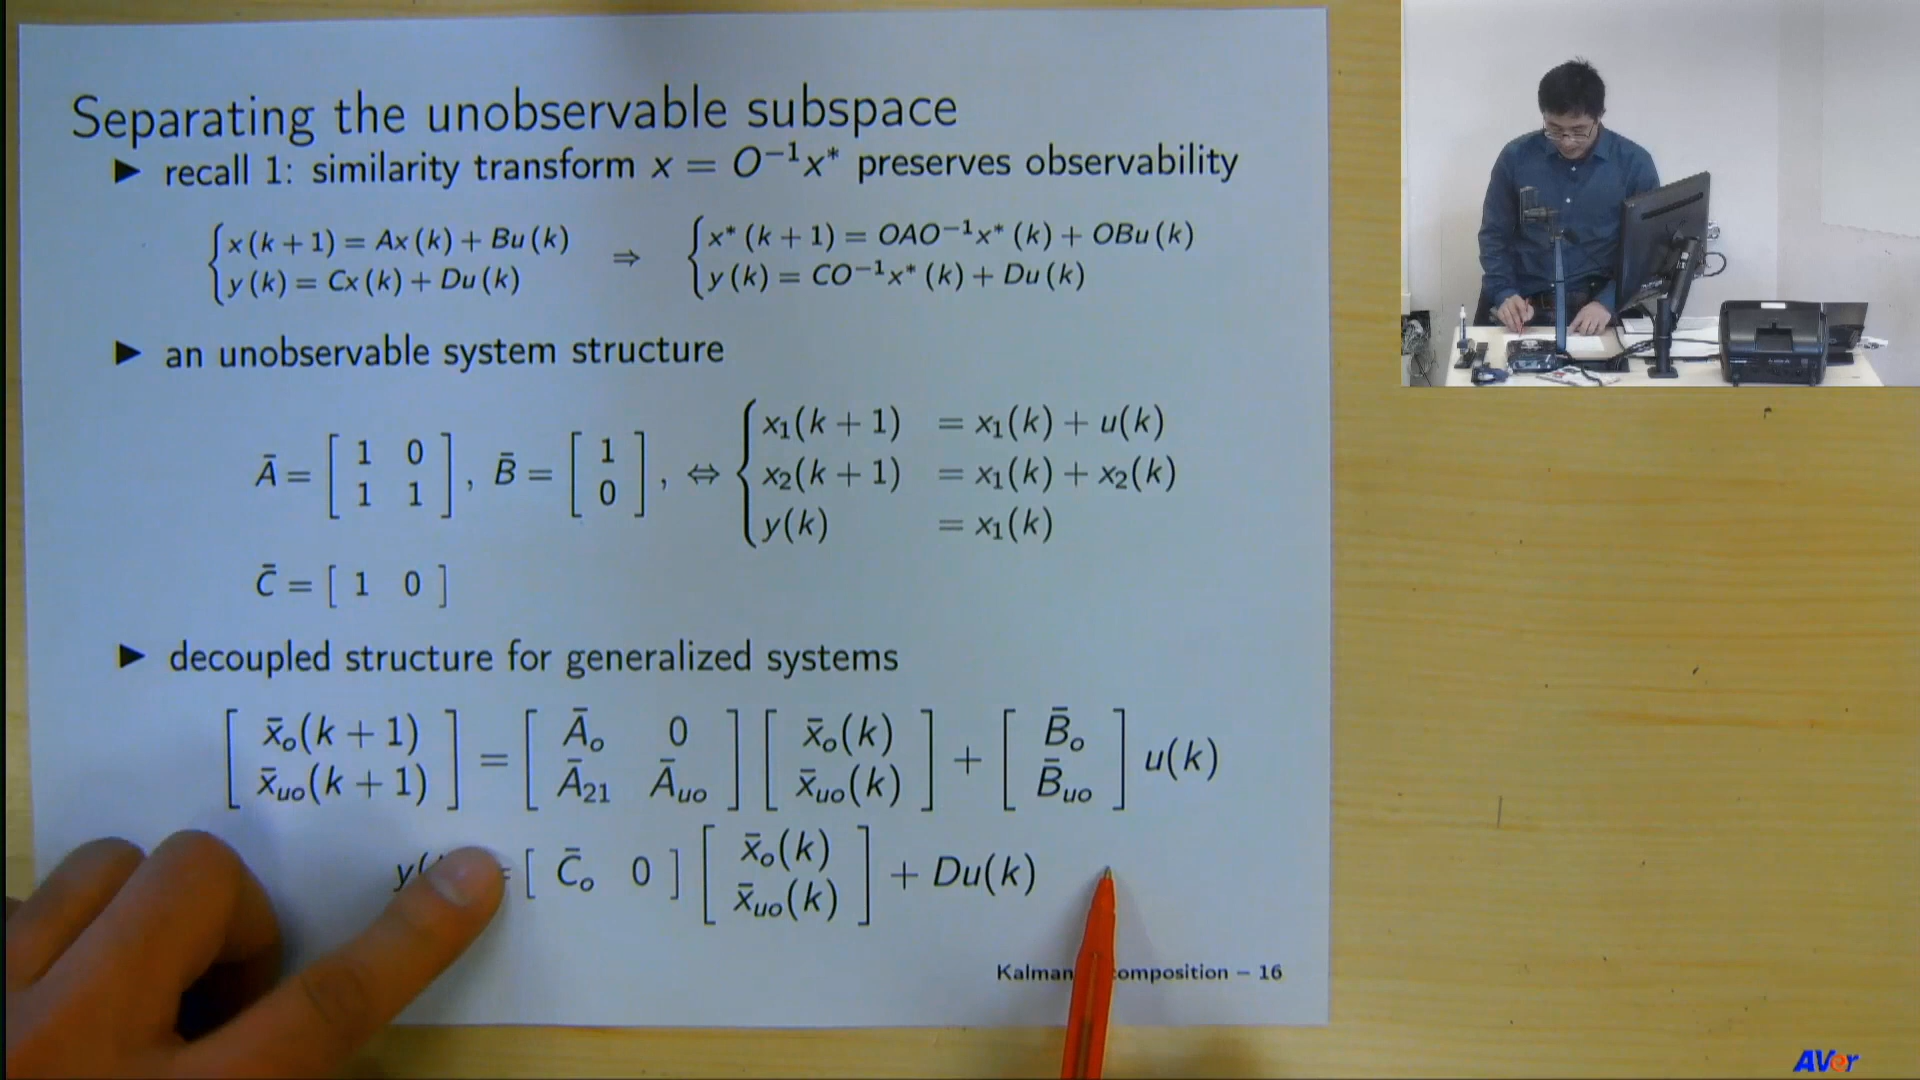 Separating the unobservable subspace
▶ recall 1: similarity transform x = O⁻¹x* preserves observability
{ x(k+1) = Ax(k) + Bu(k) ⇒ { x*(k+1) = OAO⁻¹x*(k) + OBu(k)
y(k) = Cx(k) + Du(k) y(k) = CO⁻¹x*(k) + Du(k)
▶ an unobservable system structure
Ā = [ 1 0 ; 1 1 ], B̄ = [ 1 ; 0 ], ⇔ { x₁(k+1) = x₁(k) + u(k)
x₂(k+1) = x₁(k) + x₂(k)
y(k) = x₁(k)
C̄ = [ 1 0 ]
▶ decoupled structure for generalized systems
[ x̄ₒ(k+1) ; x̄ᵤₒ(k+1) ] = [ Āₒ 0 ; Ā₂₁ Āᵤₒ ] [ x̄ₒ(k) ; x̄ᵤₒ(k) ] + [ B̄ₒ ; B̄ᵤₒ ] u(k)
y( = [ C̄ₒ 0 ] [ x̄ₒ(k) ; x̄ᵤₒ(k) ] + Du(k)
Kalman omposition – 16
AVer